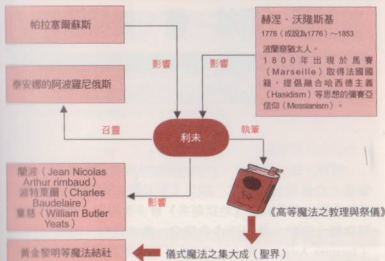 帕拉塞爾蘇斯
赫涅．沃隆斯基
1778（或說為1776）～1853
波蘭裔猶太人。
1800年出現於馬賽
（Marseille）取得法國國
籍，提倡融合哈西德主義
（Hasidism）等思想的彌賽亞
信仰（Messianism）。
影響
影響
泰安娜的阿波羅尼俄斯
召靈
利未
執筆
蘭波（Jean Nicolas
Arthur rimbaud）
波特萊爾（Charles
Baudelaire）
葉慈（William Butler
Yeats）
影響
《高等魔法之教理與祭儀》
黃金黎明等魔法結社
儀式魔法之集大成（聖界）